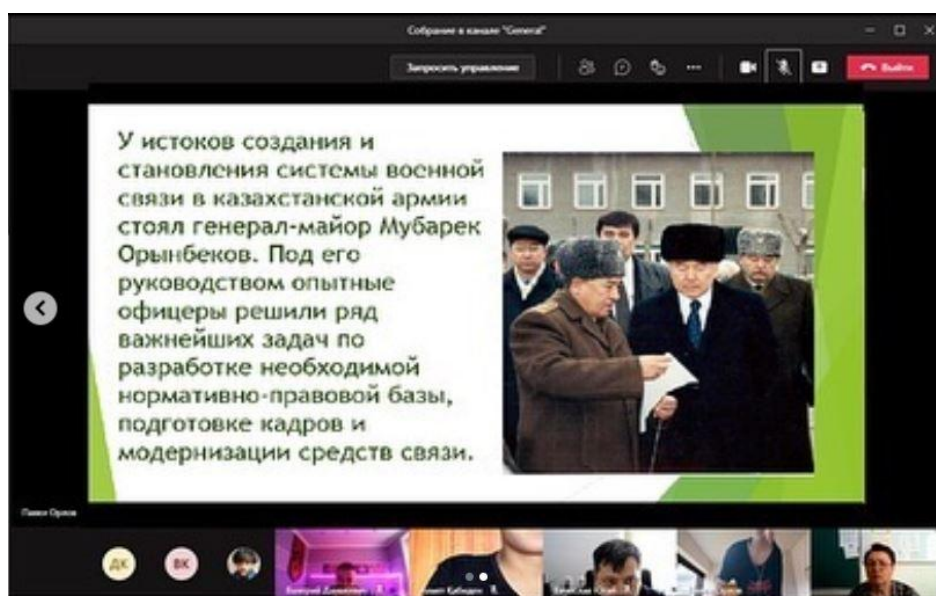 Собрание в канале "General"
Запросить управление
Выйти
У истоков создания и
становления системы военной
связи в казахстанской армии
стоял генерал-майор Мубарек
Орынбеков. Под его
руководством опытные
офицеры решили ряд
важнейших задач по
разработке необходимой
нормативно-правовой базы,
подготовке кадров и
модернизации средств связи.
Павел Орлов
ДК
ВК